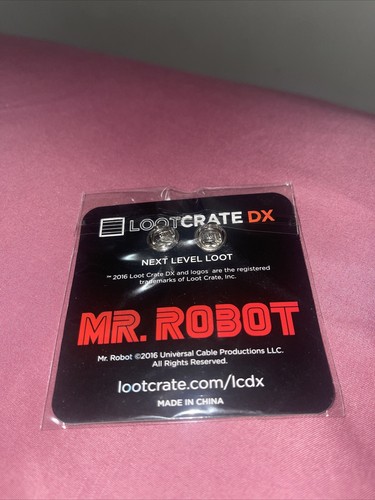 LOOTCRATE DX
NEXT LEVEL LOOT
™ 2016 Loot Crate DX and logos are the registered
trademarks of Loot Crate, Inc.
MR. ROBOT
Mr. Robot ©2016 Universal Cable Productions LLC.
All Rights Reserved.
lootcrate.com/lcdx
MADE IN CHINA